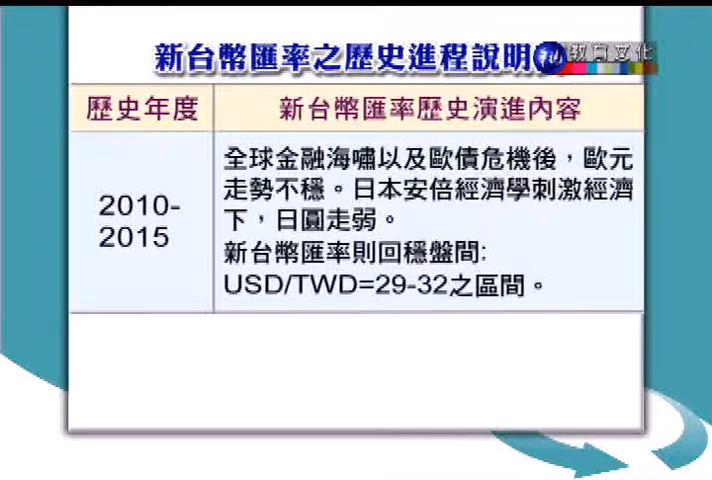 新台幣匯率之歷史進程說明
教育文化
歷史年度
新台幣匯率歷史演進內容
2010-
2015
全球金融海嘯以及歐債危機後，歐元
走勢不穩。日本安倍經濟學刺激經濟
下，日圓走弱。
新台幣匯率則回穩盤間:
USD/TWD=29-32之區間。